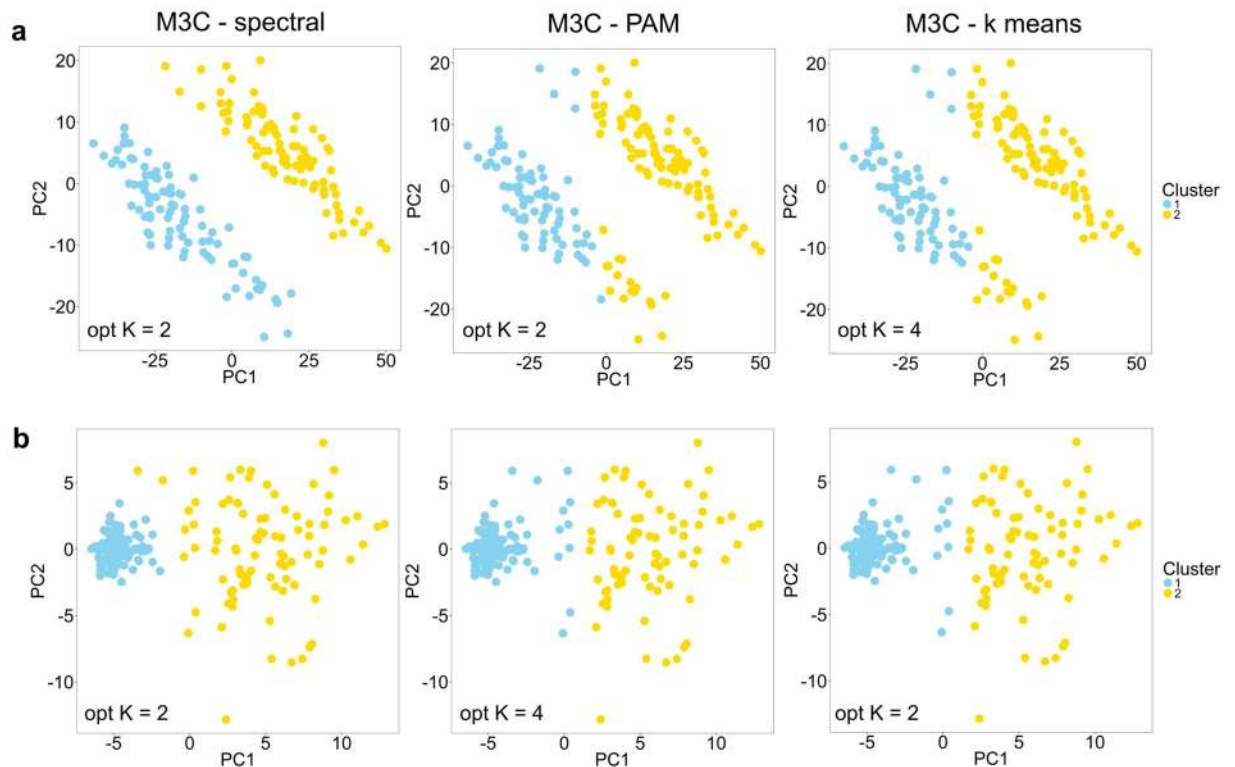 M3C - spectral M3C - PAM M3C - k means
a
20
10
0
-10
-20
PC2
opt K = 2
-25 0 25 50
PC1
20
10
0
-10
-20
PC2
opt K = 2
-25 0 25 50
PC1
20
10
0
-10
-20
PC2
opt K = 4
-25 0 25 50
PC1
Cluster
1
2
b
5
0
-5
-10
PC2
opt K = 2
-5 0 5 10
PC1
5
0
-5
-10
PC2
opt K = 4
-5 0 5 10
PC1
5
0
-5
-10
PC2
opt K = 2
-5 0 5 10
PC1
Cluster
1
2